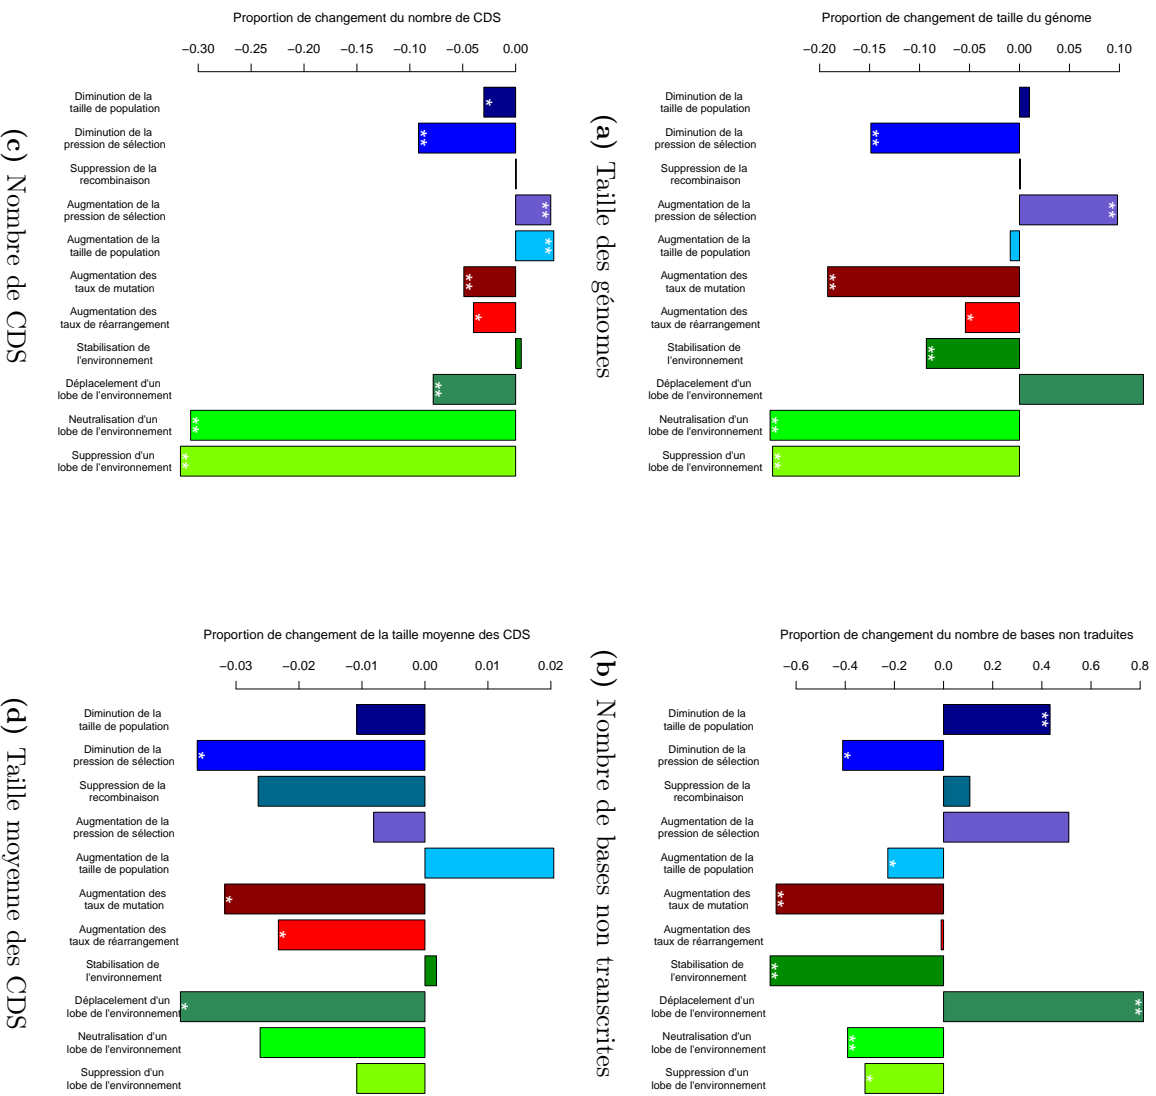 Proportion de changement de taille du génome
−0.20 −0.15 −0.10 −0.05 0.00 0.05 0.10
Diminution de la
taille de population
Diminution de la
pression de sélection
Suppression de la
recombinaison
Augmentation de la
pression de sélection
Augmentation de la
taille de population
Augmentation des
taux de mutation
Augmentation des
taux de réarrangement
Stabilisation de
l'environnement
Déplacelement d'un
lobe de l'environnement
Neutralisation d'un
lobe de l'environnement
Suppression d'un
lobe de l'environnement
(a) Taille des génomes
Proportion de changement du nombre de bases non traduites
−0.6 −0.4 −0.2 0.0 0.2 0.4 0.6 0.8
Diminution de la
taille de population
Diminution de la
pression de sélection
Suppression de la
recombinaison
Augmentation de la
pression de sélection
Augmentation de la
taille de population
Augmentation des
taux de mutation
Augmentation des
taux de réarrangement
Stabilisation de
l'environnement
Déplacelement d'un
lobe de l'environnement
Neutralisation d'un
lobe de l'environnement
Suppression d'un
lobe de l'environnement
(b) Nombre de bases non transcrites
Proportion de changement du nombre de CDS
−0.30 −0.25 −0.20 −0.15 −0.10 −0.05 0.00
Diminution de la
taille de population
Diminution de la
pression de sélection
Suppression de la
recombinaison
Augmentation de la
pression de sélection
Augmentation de la
taille de population
Augmentation des
taux de mutation
Augmentation des
taux de réarrangement
Stabilisation de
l'environnement
Déplacelement d'un
lobe de l'environnement
Neutralisation d'un
lobe de l'environnement
Suppression d'un
lobe de l'environnement
(c) Nombre de CDS
Proportion de changement de la taille moyenne des CDS
−0.03 −0.02 −0.01 0.00 0.01 0.02
Diminution de la
taille de population
Diminution de la
pression de sélection
Suppression de la
recombinaison
Augmentation de la
pression de sélection
Augmentation de la
taille de population
Augmentation des
taux de mutation
Augmentation des
taux de réarrangement
Stabilisation de
l'environnement
Déplacelement d'un
lobe de l'environnement
Neutralisation d'un
lobe de l'environnement
Suppression d'un
lobe de l'environnement
(d) Taille moyenne des CDS